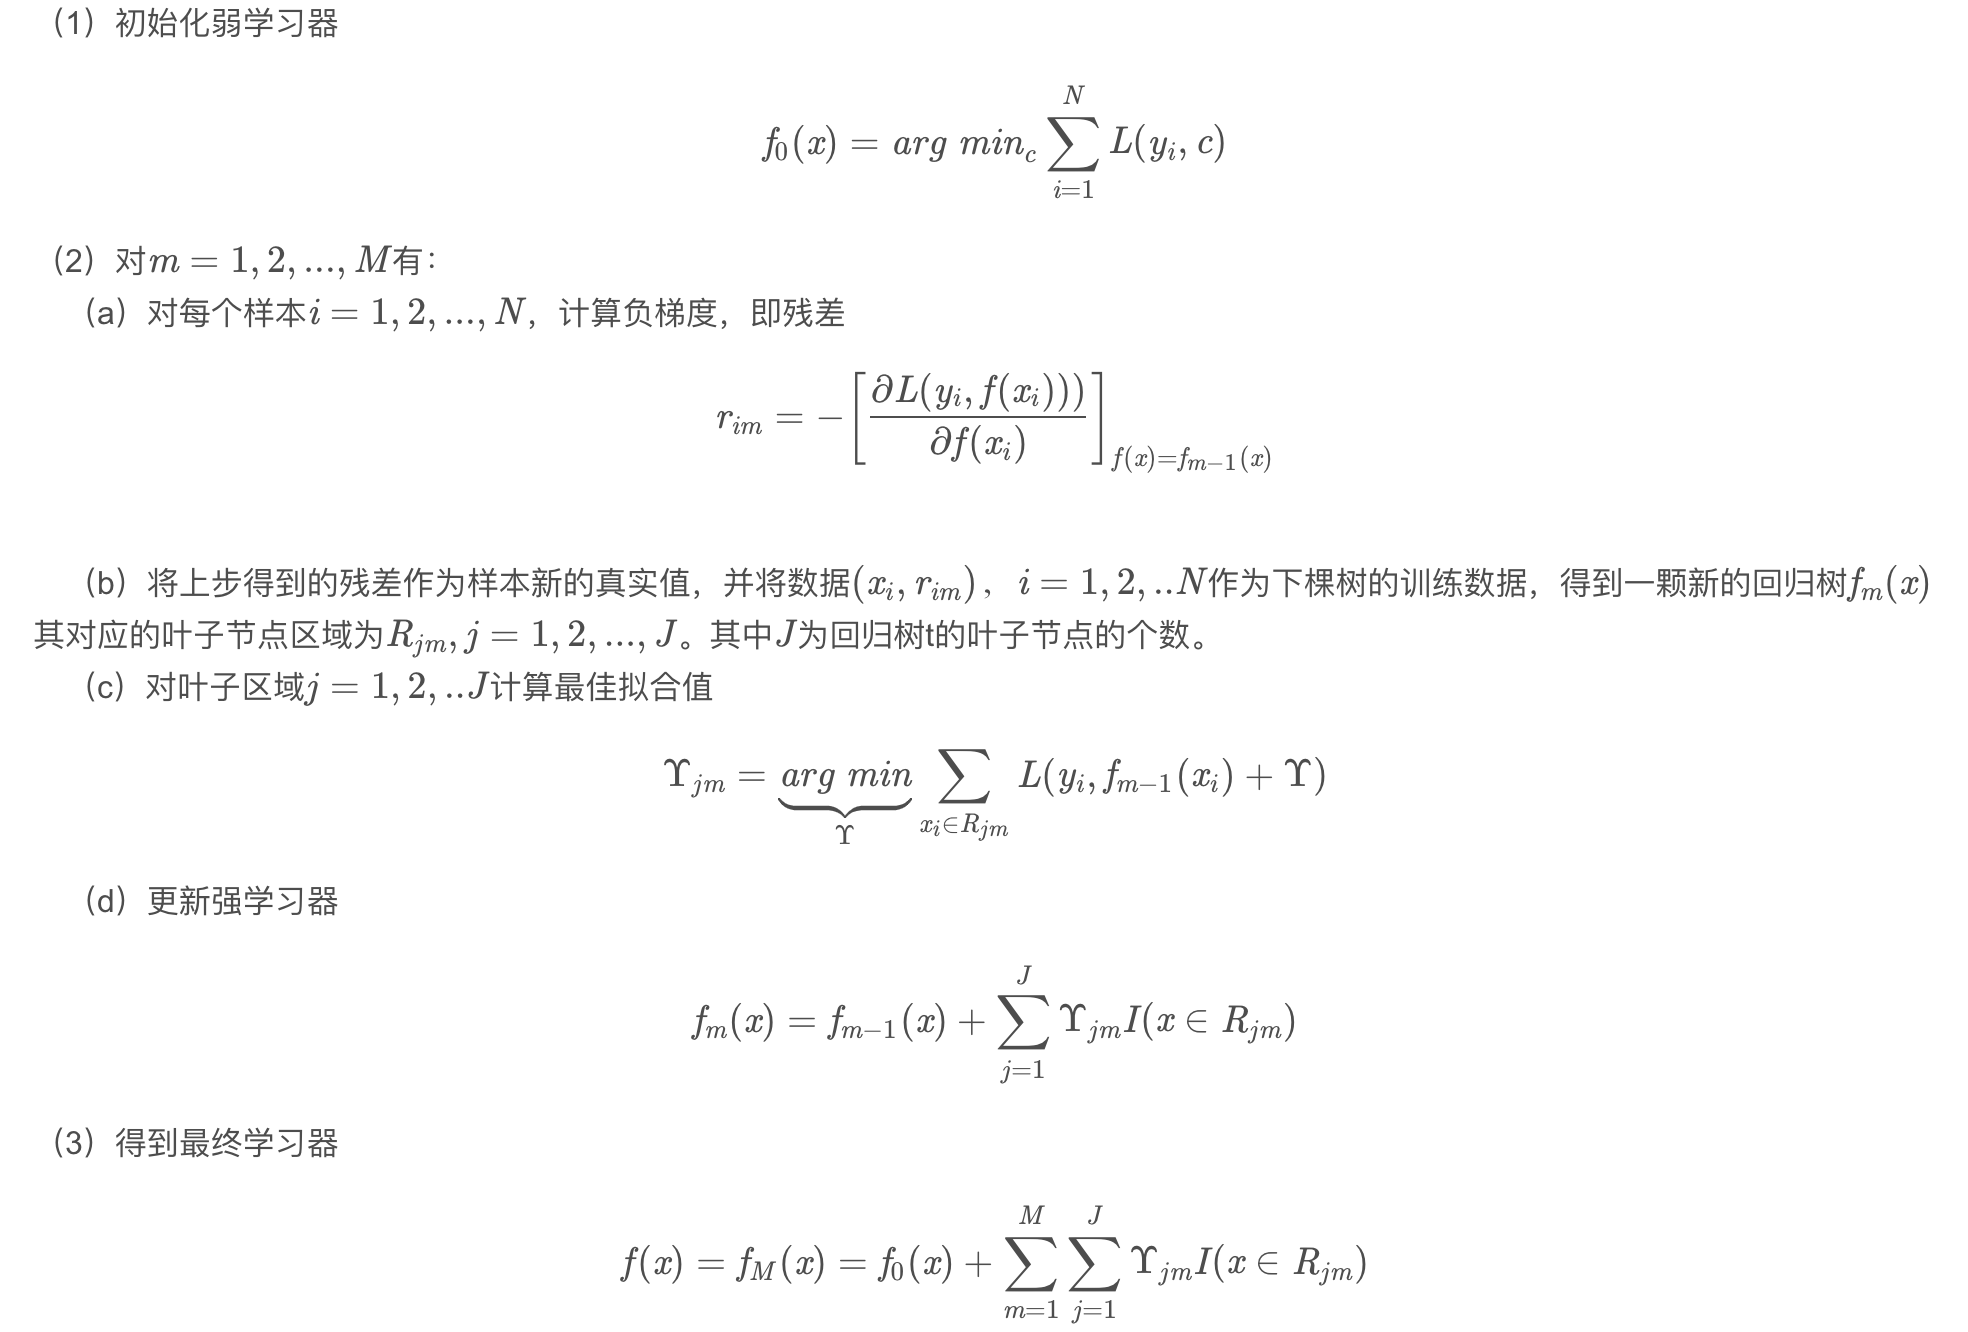 （1）初始化弱学习器
$f_0(x) = arg\ min_c \sum_{i=1}^{N} L(y_i, c)$
（2）对$m = 1, 2, ..., M$有：
（a）对每个样本$i = 1, 2, ..., N$，计算负梯度，即残差
$r_{im} = -\left[\frac{\partial L(y_i, f(x_i)))}{\partial f(x_i)}\right]_{f(x)=f_{m-1}(x)}$
（b）将上步得到的残差作为样本新的真实值，并将数据$(x_i, r_{im})$，$i = 1, 2, ..N$作为下棵树的训练数据，得到一颗新的回归树$f_m(x)$
其对应的叶子节点区域为$R_{jm}, j = 1, 2, ..., J$。其中$J$为回归树t的叶子节点的个数。
（c）对叶子区域$j = 1, 2, ..J$计算最佳拟合值
$\Upsilon_{jm} = \underbrace{arg\ min}_{\Upsilon} \sum_{x_i \in R_{jm}} L(y_i, f_{m-1}(x_i) + \Upsilon)$
（d）更新强学习器
$f_m(x) = f_{m-1}(x) + \sum_{j=1}^{J} \Upsilon_{jm} I(x \in R_{jm})$
（3）得到最终学习器
$f(x) = f_M(x) = f_0(x) + \sum_{m=1}^{M} \sum_{j=1}^{J} \Upsilon_{jm} I(x \in R_{jm})$